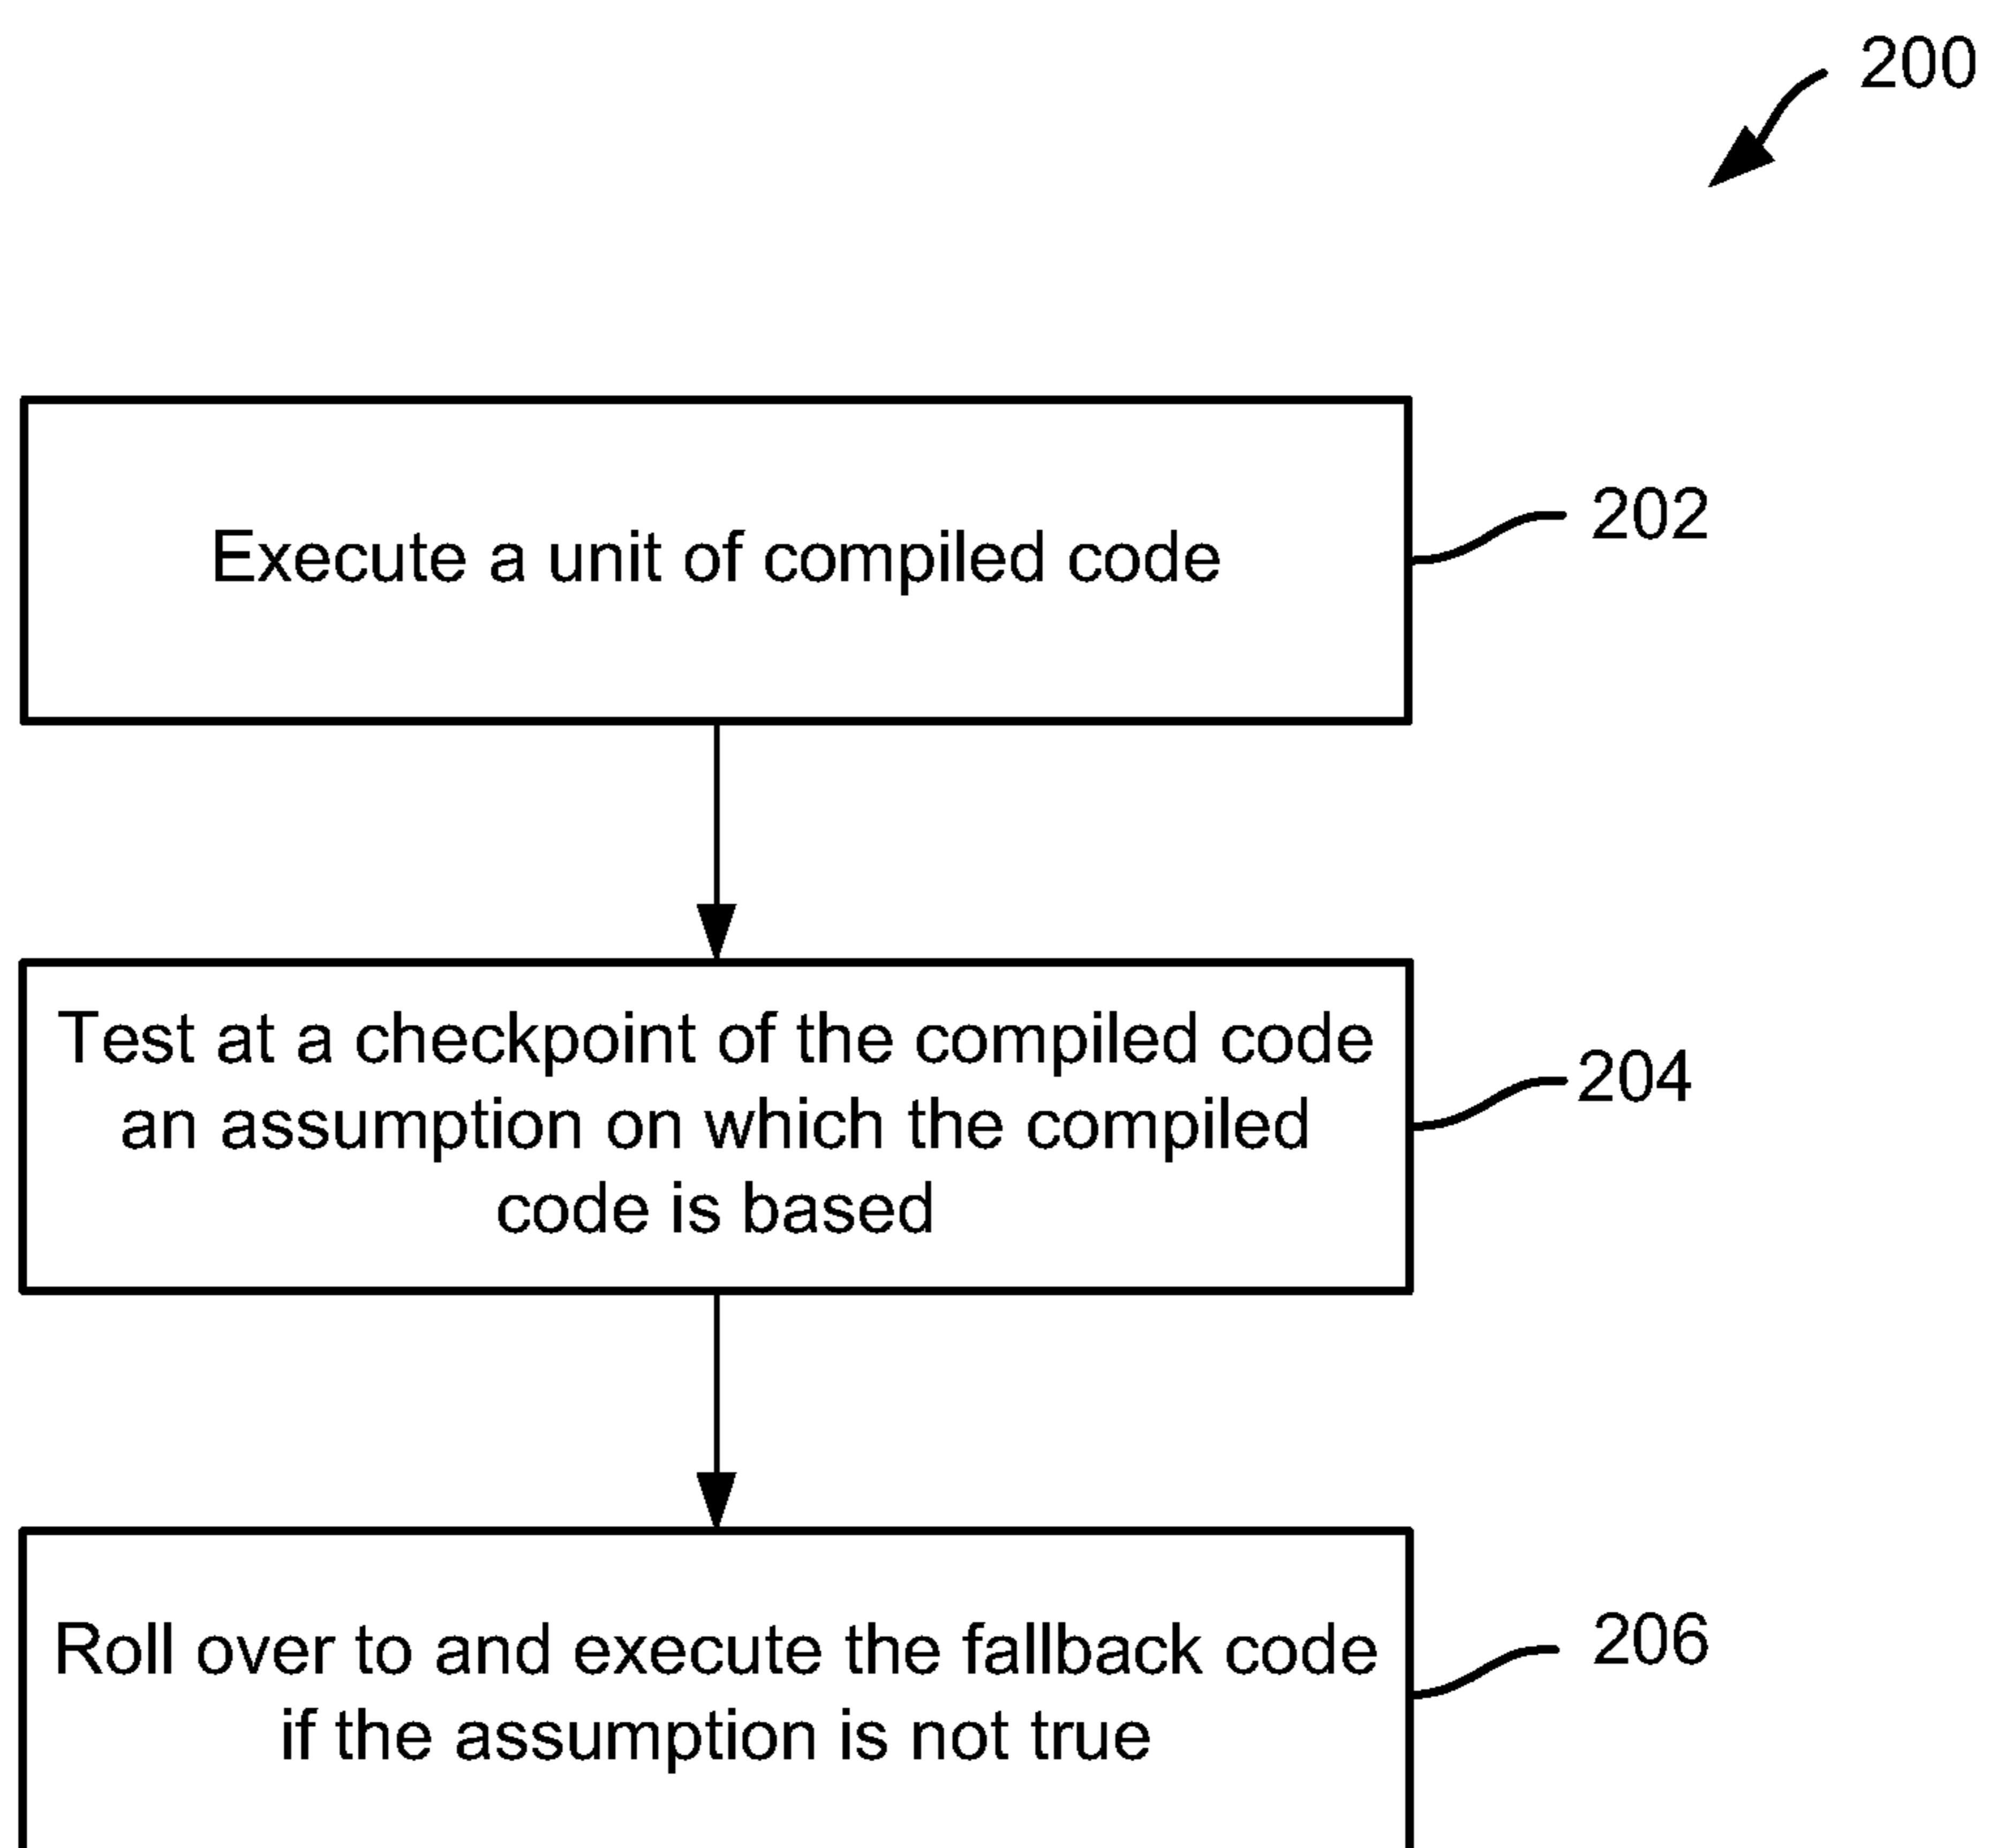 200
Execute a unit of compiled code
202
Test at a checkpoint of the compiled code
an assumption on which the compiled
code is based
204
Roll over to and execute the fallback code
if the assumption is not true
206